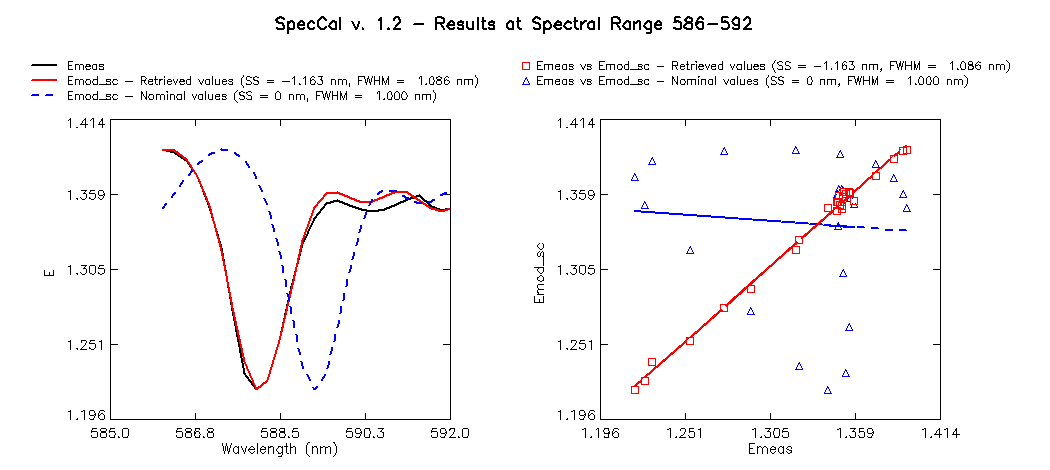 SpecCal v. 1.2 - Results at Spectral Range 586-592
Emeas
Emod_sc - Retrieved values (SS = -1.163 nm, FWHM = 1.086 nm)
Emod_sc - Nominal values (SS = 0 nm, FWHM = 1.000 nm)
1.414
1.359
1.305
1.251
1.196
E
585.0 586.8 588.5 590.3 592.0
Wavelength (nm)
Emeas vs Emod_sc - Retrieved values (SS = -1.163 nm, FWHM = 1.086 nm)
Emeas vs Emod_sc - Nominal values (SS = 0 nm, FWHM = 1.000 nm)
1.414
1.359
1.305
1.251
1.196
Emod_sc
1.196 1.251 1.305 1.359 1.414
Emeas